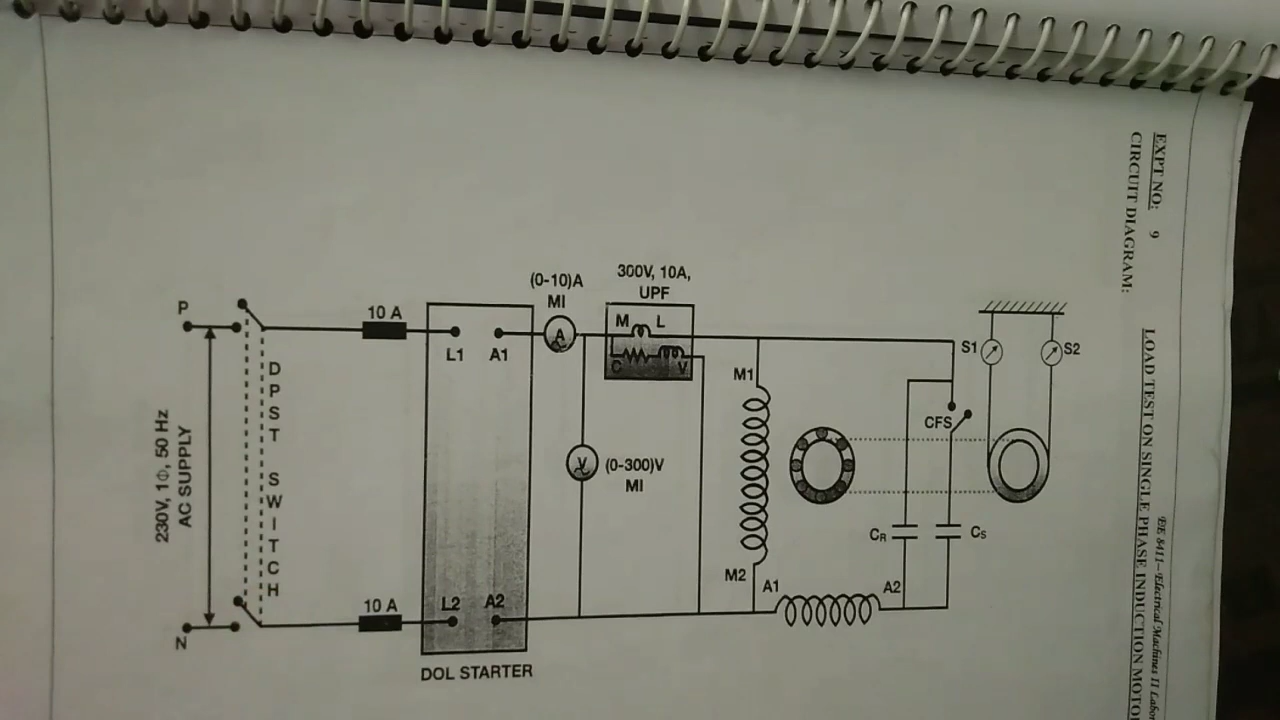 EE 8411–Electrical Machines II
EXPT NO: 9
LOAD TEST ON SINGLE PHASE INDUCTION
CIRCUIT DIAGRAM:
300V, 10A,
UPF
(0-10)A
MI
P
10 A
A
M L
C V
L1 A1
S1
S2
M1
CFS
DPST SWITCH
230V, 1Φ, 50 Hz
AC SUPPLY
V
(0-300)V
MI
CR
CS
M2
A1
A2
10 A
L2
A2
N
DOL STARTER